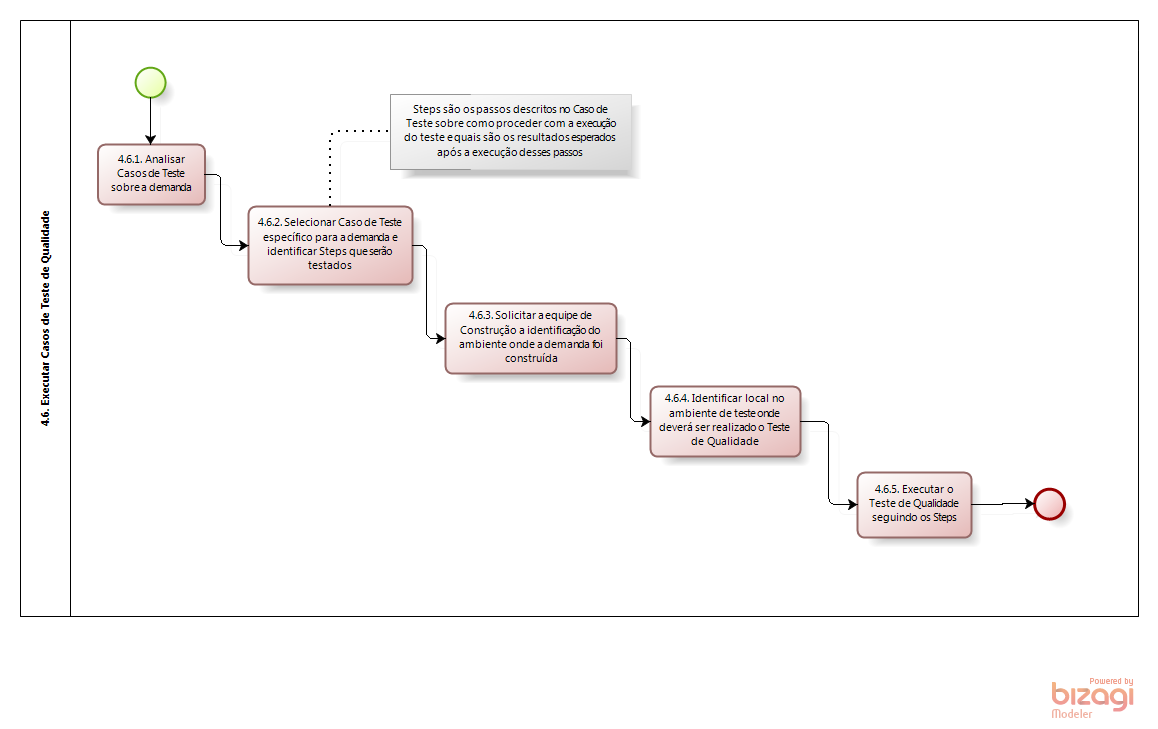 4.6. Executar Casos de Teste de Qualidade
Steps são os passos descritos no Caso de
Teste sobre como proceder com a execução
do teste e quais são os resultados esperados
após a execução desses passos
4.6.1. Analisar
Casos de Teste
sobre a demanda
4.6.2. Selecionar Caso de Teste
específico para a demanda e
identificar Steps que serão
testados
4.6.3. Solicitar a equipe de
Construção a identificação do
ambiente onde a demanda foi
construída
4.6.4. Identificar local no
ambiente de teste onde
deverá ser realizado o Teste
de Qualidade
4.6.5. Executar o
Teste de Qualidade
seguindo os Steps
Powered by
bizagi
Modeler